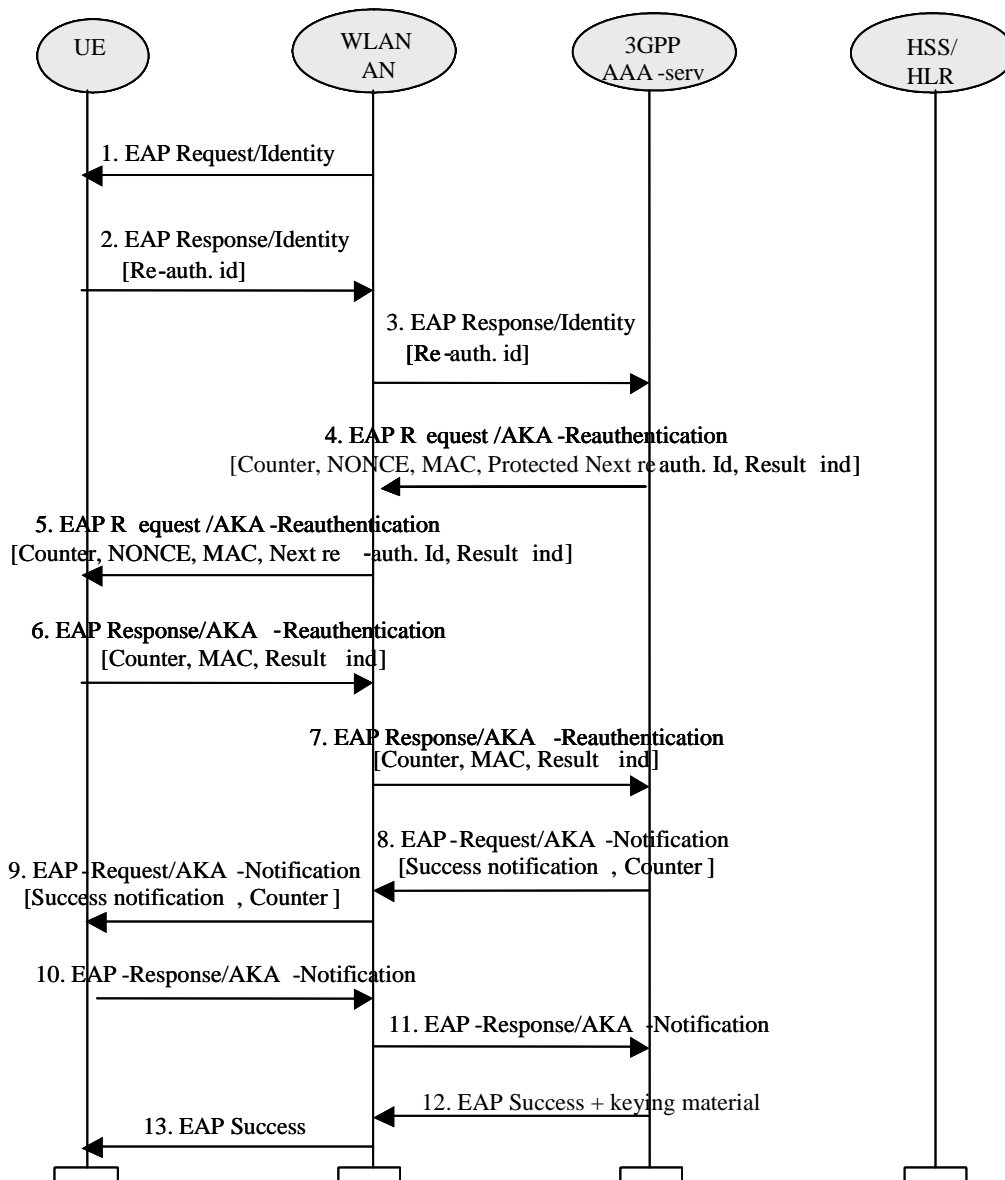 UE
WLAN
AN
3GPP
AAA -serv
HSS/
HLR
1. EAP Request/Identity
2. EAP Response/Identity
[Re-auth. id]
3. EAP Response/Identity
[Re-auth. id]
4. EAP R equest /AKA -Reauthentication
[Counter, NONCE, MAC, Protected Next re auth. Id, Result ind]
5. EAP R equest /AKA -Reauthentication
[Counter, NONCE, MAC, Next re -auth. Id, Result ind]
6. EAP Response/AKA -Reauthentication
[Counter, MAC, Result ind]
7. EAP Response/AKA -Reauthentication
[Counter, MAC, Result ind]
8. EAP -Request/AKA -Notification
[Success notification , Counter ]
9. EAP -Request/AKA -Notification
[Success notification , Counter ]
10. EAP -Response/AKA -Notification
11. EAP -Response/AKA -Notification
12. EAP Success + keying material
13. EAP Success